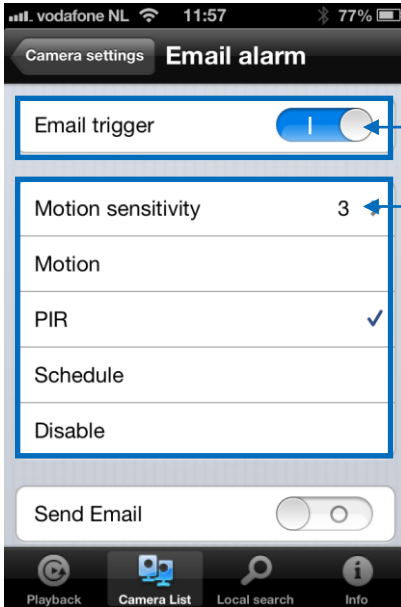 vodafone NL 11:57 77%
Camera settings Email alarm
Email trigger
Motion sensitivity 3
Motion
PIR
Schedule
Disable
Send Email
Playback Camera List Local search Info